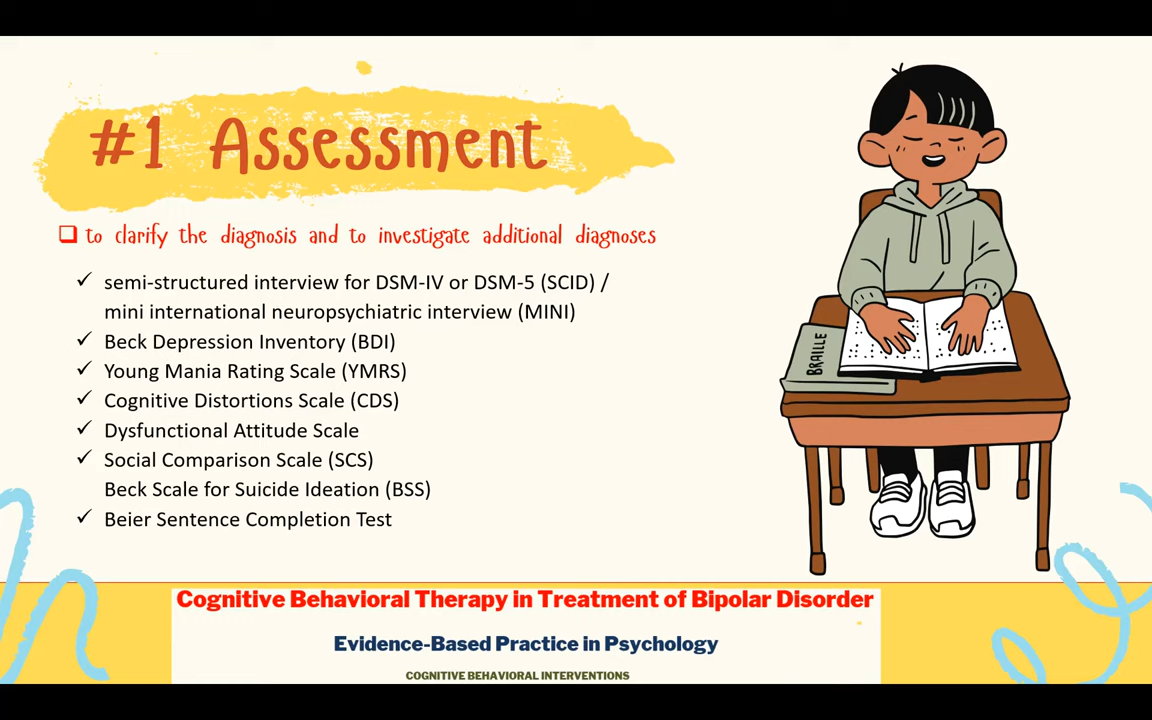 #1 Assessment
❑ to clarify the diagnosis and to investigate additional diagnoses
✓ semi-structured interview for DSM-IV or DSM-5 (SCID) /
mini international neuropsychiatric interview (MINI)
✓ Beck Depression Inventory (BDI)
✓ Young Mania Rating Scale (YMRS)
✓ Cognitive Distortions Scale (CDS)
✓ Dysfunctional Attitude Scale
✓ Social Comparison Scale (SCS)
Beck Scale for Suicide Ideation (BSS)
✓ Beier Sentence Completion Test
BRAILLE
Cognitive Behavioral Therapy in Treatment of Bipolar Disorder
Evidence-Based Practice in Psychology
COGNITIVE BEHAVIORAL INTERVENTIONS